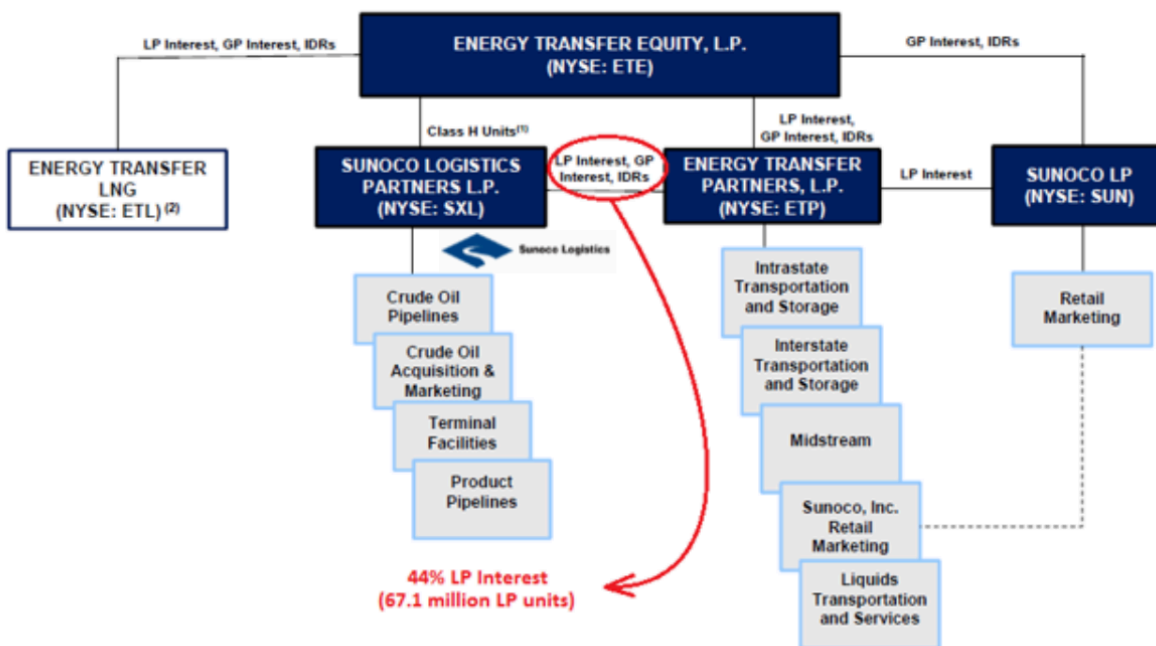 LP Interest, GP Interest, IDRs
ENERGY TRANSFER EQUITY, L.P.
(NYSE: ETE)
GP Interest, IDRs
Class H Units(1)
LP Interest,
GP Interest, IDRs
ENERGY TRANSFER
LNG
(NYSE: ETL) (2)
SUNOCO LOGISTICS
PARTNERS L.P.
(NYSE: SXL)
LP Interest, GP
Interest, IDRs
ENERGY TRANSFER
PARTNERS, L.P.
(NYSE: ETP)
LP Interest
SUNOCO LP
(NYSE: SUN)
Sunoco Logistics
Crude Oil
Pipelines
Crude Oil
Acquisition &
Marketing
Terminal
Facilities
Product
Pipelines
Intrastate
Transportation
and Storage
Interstate
Transportation
and Storage
Midstream
Sunoco, Inc.
Retail
Marketing
Liquids
Transportation
and Services
Retail
Marketing
44% LP Interest
(67.1 million LP units)